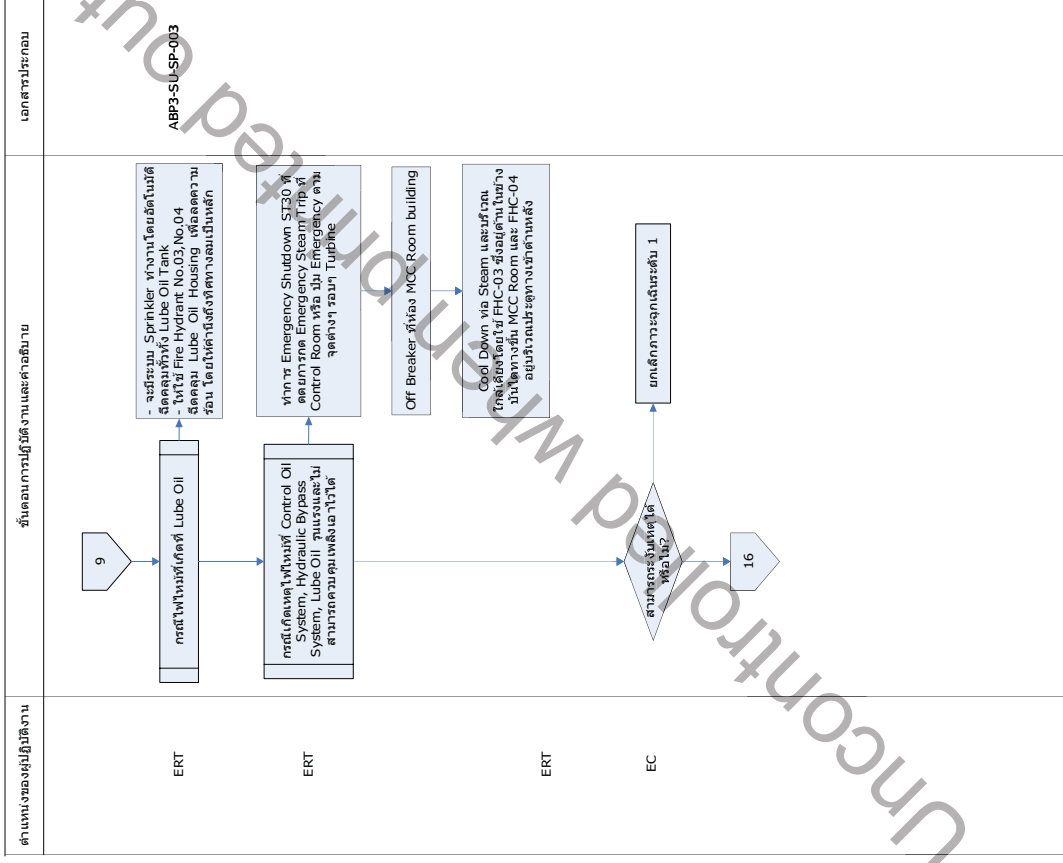 ตำแหน่งของผู้ปฏิบัติงาน
ขั้นตอนการปฏิบัติงานและคำอธิบาย
เอกสารประกอบ
9
ERT
กรณีไฟไหม้ที่เกิดที่ Lube Oil
- จะมีระบบ Sprinkler ทำงานโดยอัตโนมัติ
ฉีดคลุมทั่วทั้ง Lube Oil Tank
- ให้ใช้ Fire Hydrant No.03,No.04
ฉีดคลุม Lube Oil Housing เพื่อลดความ
ร้อน โดยให้คำนึงถึงทิศทางลมเป็นหลัก
ABP3-SU-SP-003
ERT
กรณีเกิดเหตุไฟไหม้ที่ Control Oil
System, Hydraulic Bypass
System, Lube Oil รุนแรงและไม่
สามารถควบคุมเพลิงเอาไว้ได้
ทำการ Emergency Shutdown ST30 ที่
ตดยการกด Emergency Steam Trip ที่
Control Room หรือ ปุ่ม Emergency ตาม
จุดต่างๆ รอบๆ Turbine
Off Breaker ที่ห้อง MCC Room building
ERT
Cool Down ท่อ Steam และบริเวณ
ใกล้เคียงโดยใช้ FHC-03 ซึ่งอยู่ด้านในข้าง
บันไดทางขึ้น MCC Room และ FHC-04
อยู่บริเวณประตูทางเข้าด้านหลัง
EC
สามารถระงับเหตุได้
หรือไม่?
ยกเลิกภาวะฉุกเฉินระดับ 1
16
Uncontrolled when printed out